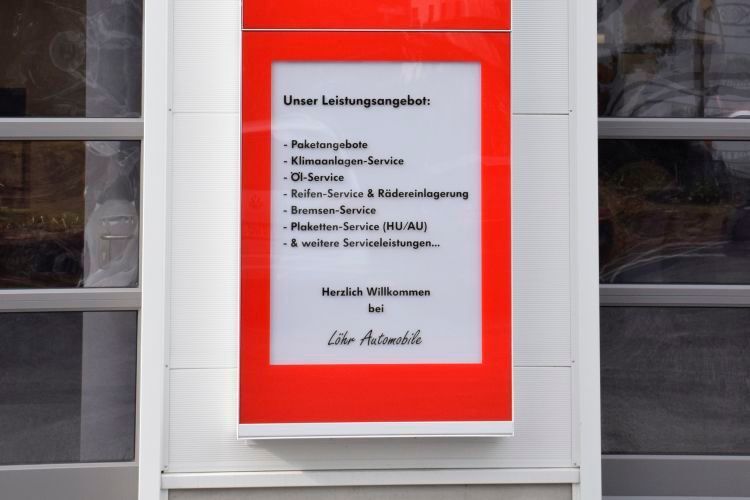 Unser Leistungsangebot:
- Paketangebote
- Klimaanlagen-Service
- Öl-Service
- Reifen-Service & Rädereinlagerung
- Bremsen-Service
- Plaketten-Service (HU/AU)
- & weitere Serviceleistungen...
Herzlich Willkommen
bei
Löhr Automobile